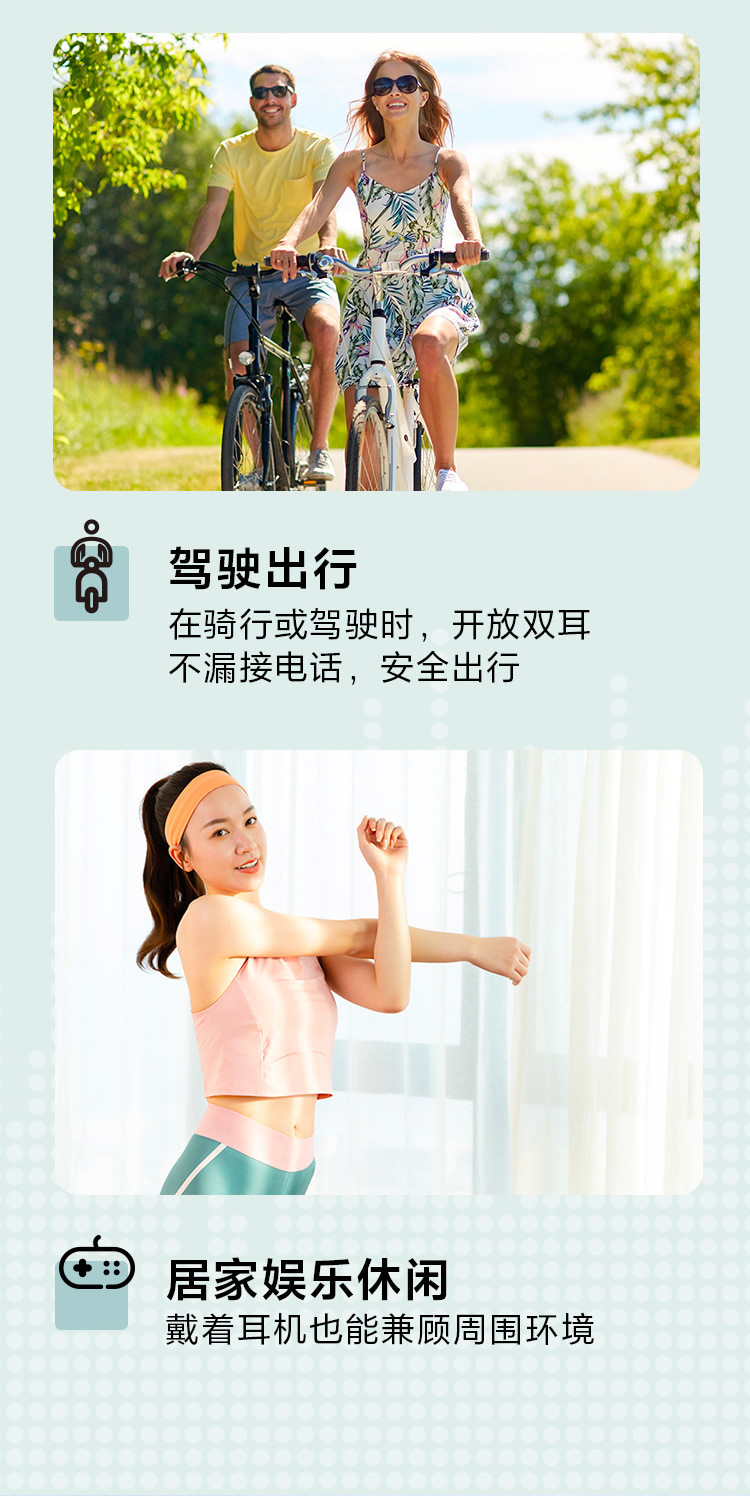 驾驶出行
在骑行或驾驶时，开放双耳
不漏接电话，安全出行
居家娱乐休闲
戴着耳机也能兼顾周围环境